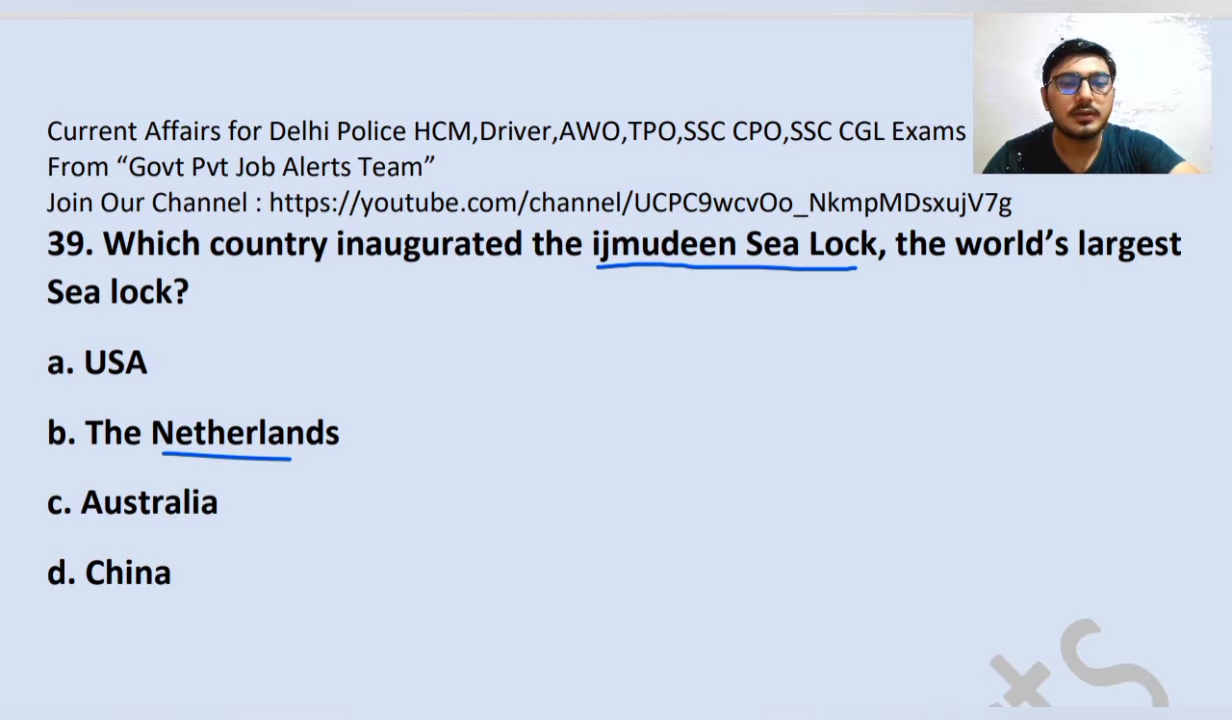 Current Affairs for Delhi Police HCM,Driver,AWO,TPO,SSC CPO,SSC CGL Exams
From “Govt Pvt Job Alerts Team”
Join Our Channel : https://youtube.com/channel/UCPC9wcvOo_NkmpMDsxujV7g
39. Which country inaugurated the ijmudeen Sea Lock, the world’s largest
Sea lock?
a. USA
b. The Netherlands
c. Australia
d. China